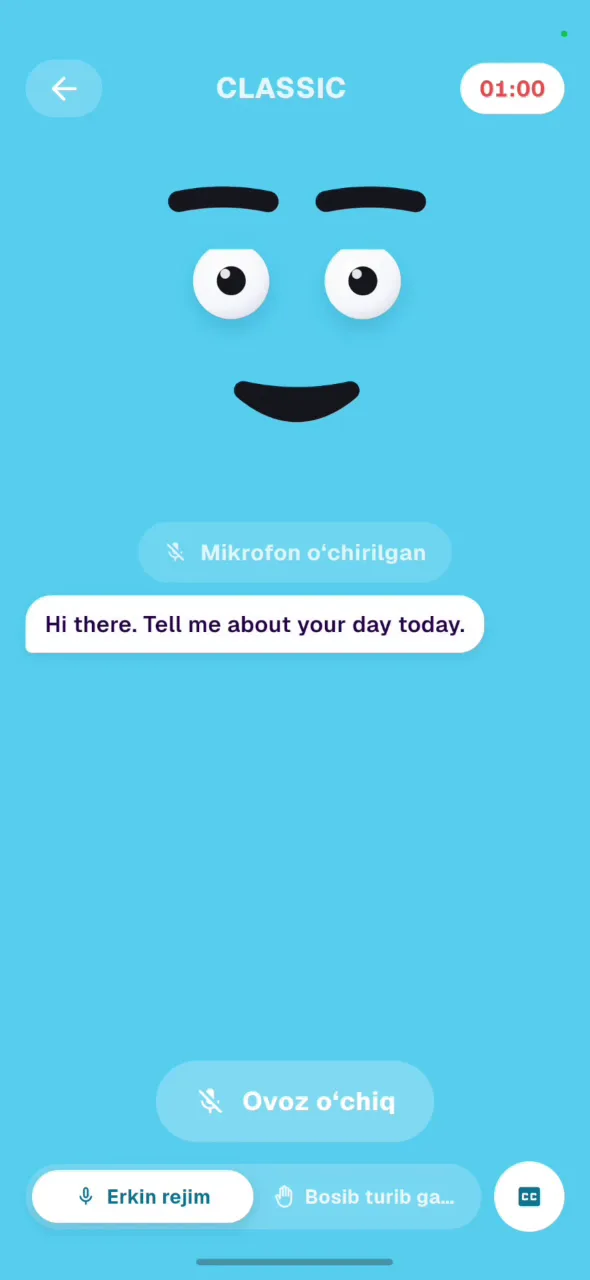 CLASSIC
01:00
Mikrofon o‘chirilgan
Hi there. Tell me about your day today.
Ovoz o‘chiq
Erkin rejim
Bosib turib ga...
CC